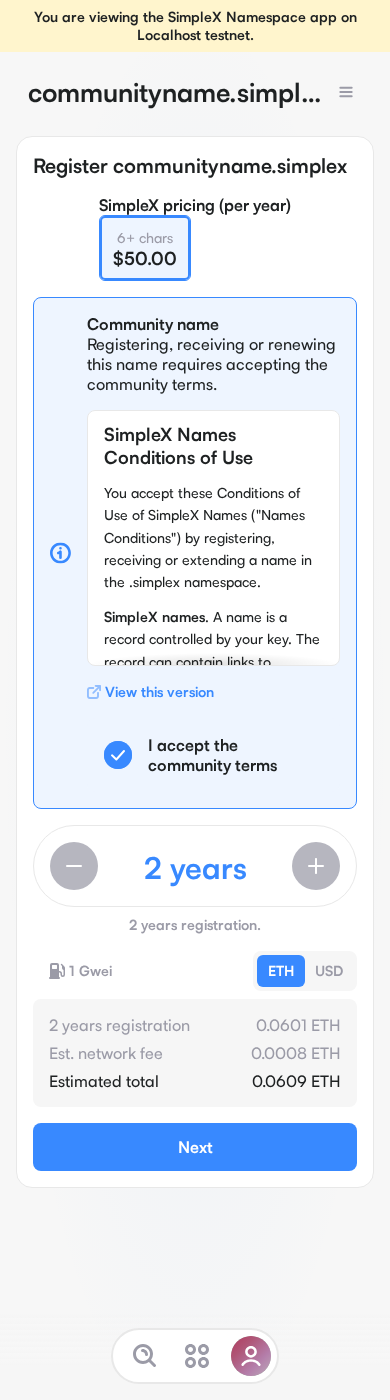 You are viewing the SimpleX Namespace app on
Localhost testnet.
communityname.simpl...
Register communityname.simplex
SimpleX pricing (per year)
6+ chars
$50.00
Community name
Registering, receiving or renewing
this name requires accepting the
community terms.
SimpleX Names
Conditions of Use
You accept these Conditions of
Use of SimpleX Names ("Names
Conditions") by registering,
receiving or extending a name in
the .simplex namespace.
SimpleX names. A name is a
record controlled by your key. The
record can contain links to
View this version
I accept the
community terms
2 years
2 years registration.
1 Gwei
ETH
USD
2 years registration 0.0601 ETH
Est. network fee 0.0008 ETH
Estimated total 0.0609 ETH
Next